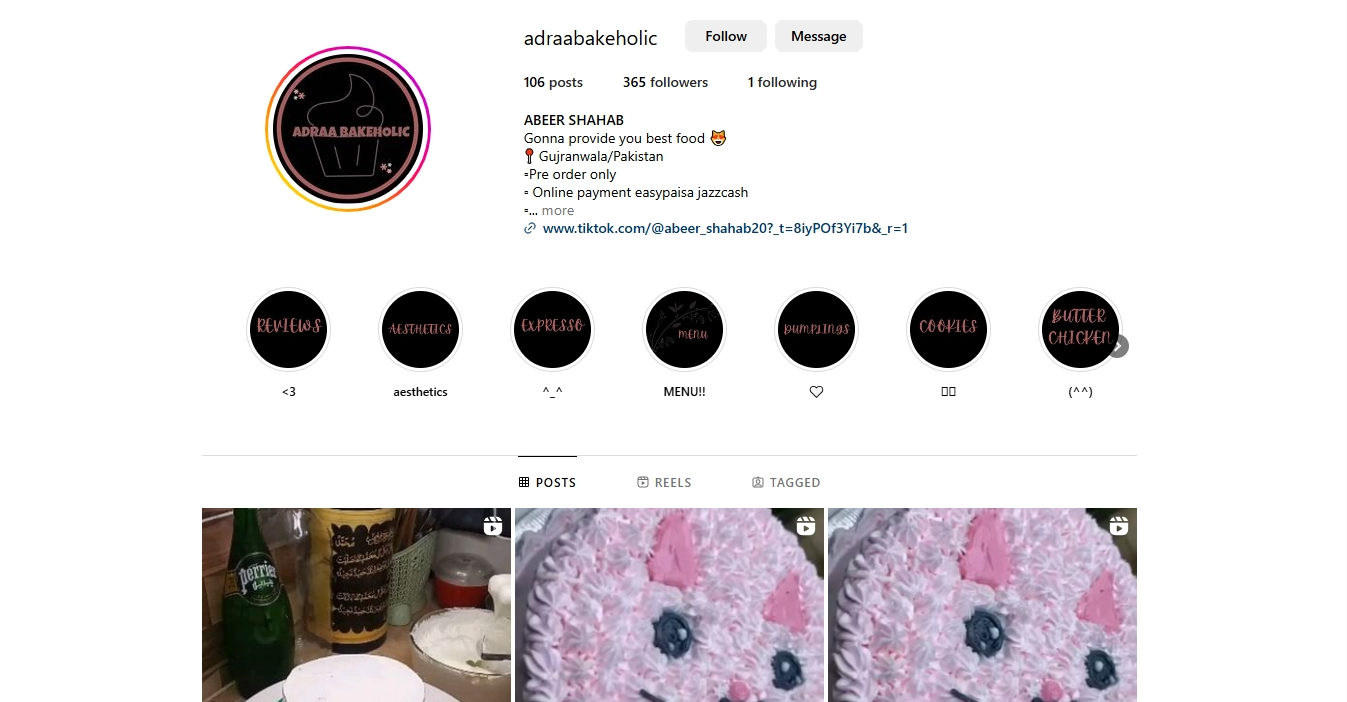 adraabakeholic
Follow
Message
106 posts
365 followers
1 following
ADRAA BAKEHOLIC
ABEER SHAHAB
Gonna provide you best food 😻
📍 Gujranwala/Pakistan
▫Pre order only
▫ Online payment easypaisa jazzcash
▫... more
www.tiktok.com/@abeer_shahab20?_t=8iyPOf3Yi7b&_r=1
REVIEWS
AESTHETICS
EXPRESSO
MENU
DUMPLINGS
COOKIES
BUTTER
CHICKEN
<3
aesthetics
^_^
MENU!!
♡
(^^)
POSTS
REELS
TAGGED
perrier